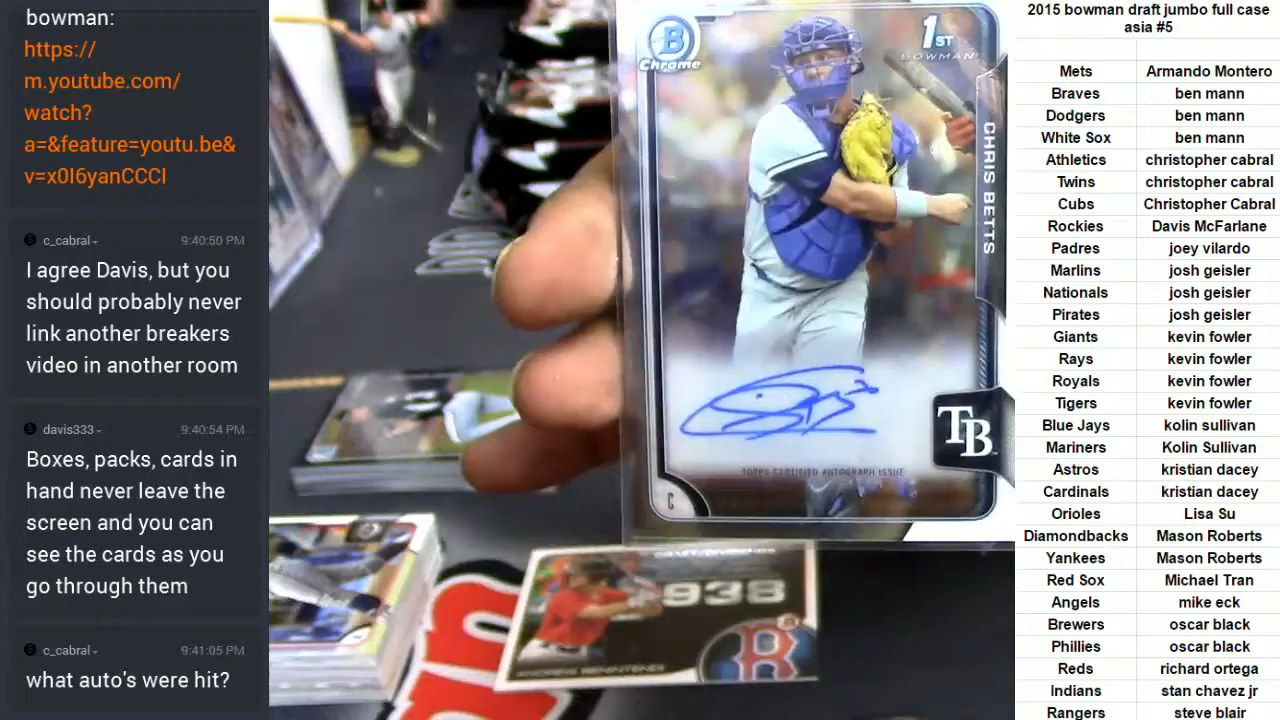 bowman:
https://
m.youtube.com/
watch?
a=&feature=youtu.be&
v=x0I6yanCCCI
c_cabral
9:40:50 PM
I agree Davis, but you
should probably never
link another breakers
video in another room
davis333
9:40:54 PM
Boxes, packs, cards in
hand never leave the
screen and you can
see the cards as you
go through them
c_cabral
9:41:05 PM
what auto's were hit?
B
Chrome
1ST
BOWMAN
CHRIS BETTS
TB
TOPPS CERTIFIED AUTOGRAPH ISSUE
C
938
B
ANDREW BENINTENDI
2015 bowman draft jumbo full case
asia #5
Mets Armando Montero
Braves ben mann
Dodgers ben mann
White Sox ben mann
Athletics christopher cabral
Twins christopher cabral
Cubs Christopher Cabral
Rockies Davis McFarlane
Padres joey vilardo
Marlins josh geisler
Nationals josh geisler
Pirates josh geisler
Giants kevin fowler
Rays kevin fowler
Royals kevin fowler
Tigers kevin fowler
Blue Jays kolin sullivan
Mariners Kolin Sullivan
Astros kristian dacey
Cardinals kristian dacey
Orioles Lisa Su
Diamondbacks Mason Roberts
Yankees Mason Roberts
Red Sox Michael Tran
Angels mike eck
Brewers oscar black
Phillies oscar black
Reds richard ortega
Indians stan chavez jr
Rangers steve blair